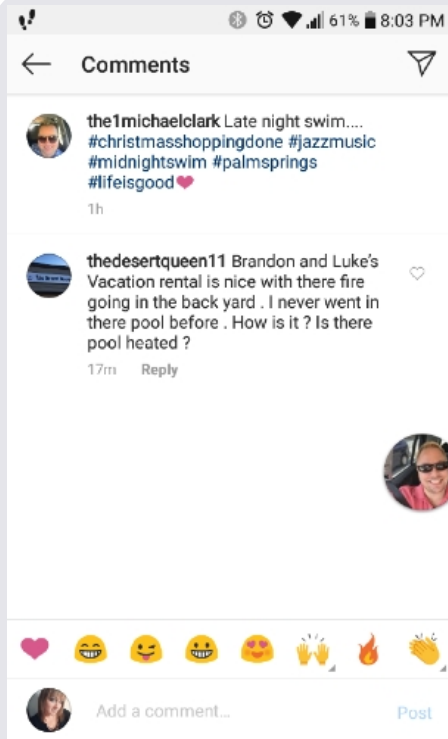 61% 8:03 PM
Comments
the1michaelclark Late night swim....
#christmasshoppingdone #jazzmusic
#midnightswim #palmsprings
#lifeisgood❤
1h
thedesertqueen11 Brandon and Luke's
Vacation rental is nice with there fire
going in the back yard . I never went in
there pool before . How is it ? Is there
pool heated ?
17m Reply
Add a comment... Post